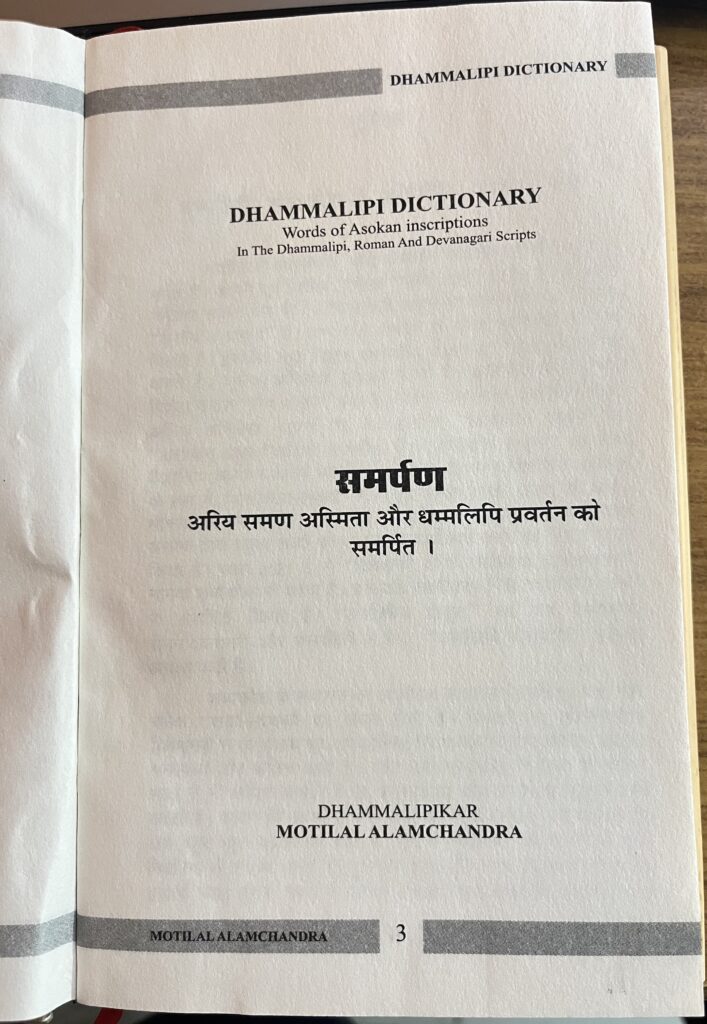 DHAMMALIPI DICTIONARY
DHAMMALIPI DICTIONARY
Words of Asokan inscriptions
In The Dhammalipi, Roman And Devanagari Scripts
समर्पण
अरिय समण अस्मिता और धम्मलिपि प्रवर्तन को
समर्पित ।
DHAMMALIPIKAR
MOTILAL ALAMCHANDRA
MOTILAL ALAMCHANDRA 3